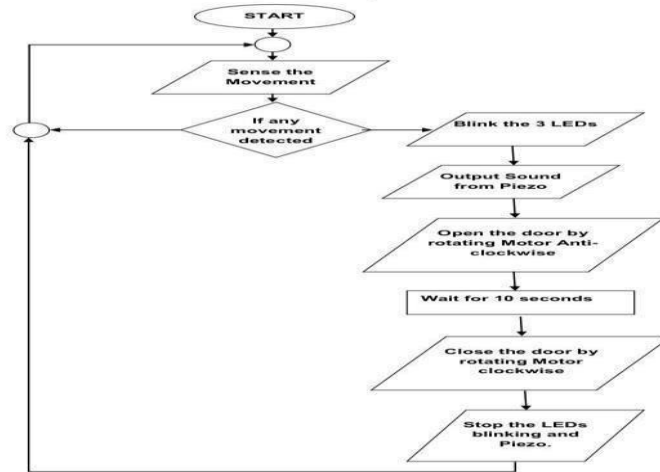 START
Sense the
Movement
If any
movement
detected
Blink the 3 LEDs
Output Sound
from Piezo
Open the door by
rotating Motor Anti-
clockwise
Wait for 10 seconds
Close the door by
rotating Motor
clockwise
Stop the LEDs
blinking and
Piezo.